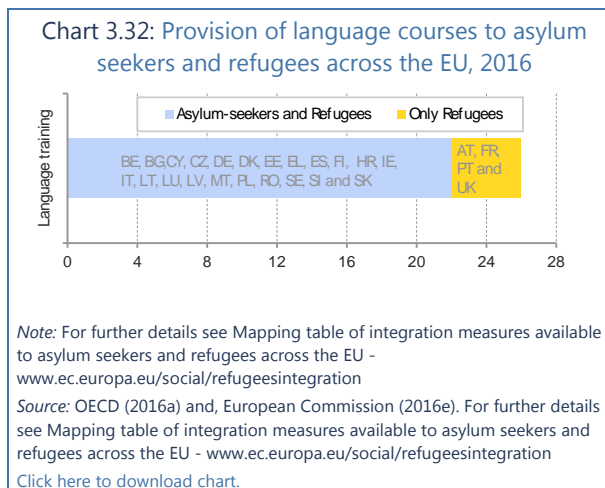 Chart 3.32: Provision of language courses to asylum
seekers and refugees across the EU, 2016
Asylum-seekers and Refugees Only Refugees
Language training
BE, BG,CY, CZ, DE, DK, EE, EL, ES, FI, HR, IE,
IT, LT, LU, LV, MT, PL, RO, SE, SI and SK
AT, FR,
PT and
UK
0 4 8 12 16 20 24 28
Note: For further details see Mapping table of integration measures available
to asylum seekers and refugees across the EU -
www.ec.europa.eu/social/refugeesintegration
Source: OECD (2016a) and, European Commission (2016e). For further details
see Mapping table of integration measures available to asylum seekers and
refugees across the EU - www.ec.europa.eu/social/refugeesintegration
Click here to download chart.